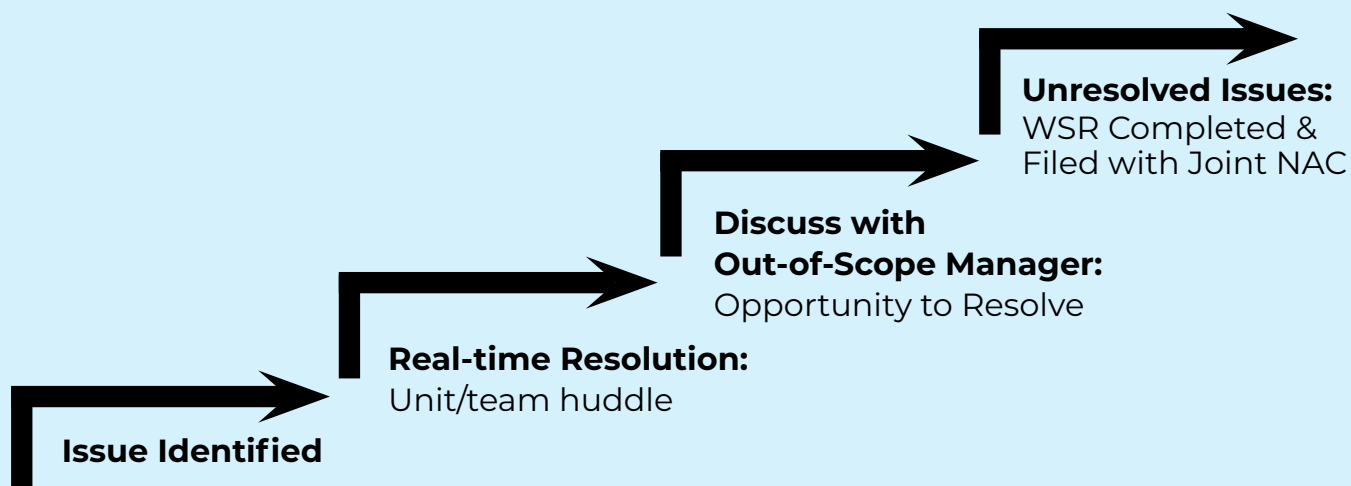 Unresolved Issues:
WSR Completed &
Filed with Joint NAC
Discuss with
Out-of-Scope Manager:
Opportunity to Resolve
Real-time Resolution:
Unit/team huddle
Issue Identified